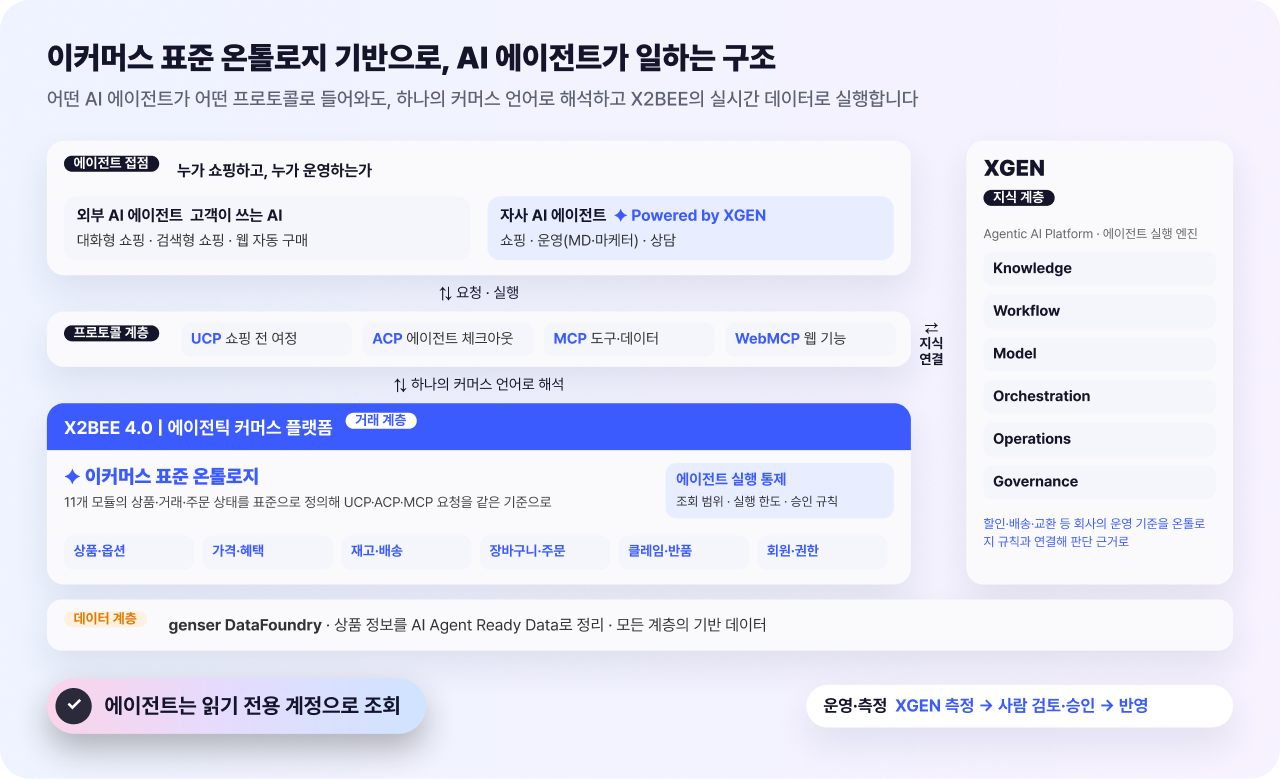 이커머스 표준 온톨로지 기반으로, AI 에이전트가 일하는 구조
어떤 AI 에이전트가 어떤 프로토콜로 들어와도, 하나의 커머스 언어로 해석하고 X2BEE의 실시간 데이터로 실행합니다
에이전트 접점
누가 쇼핑하고, 누가 운영하는가
외부 AI 에이전트 고객이 쓰는 AI
대화형 쇼핑 · 검색형 쇼핑 · 웹 자동 구매
자사 AI 에이전트 ✦ Powered by XGEN
쇼핑 · 운영(MD·마케터) · 상담
⇅ 요청 · 실행
프로토콜 계층
UCP 쇼핑 전 여정
ACP 에이전트 체크아웃
MCP 도구·데이터
WebMCP 웹 기능
⇅ 하나의 커머스 언어로 해석
X2BEE 4.0 | 에이전틱 커머스 플랫폼
거래 계층
✦ 이커머스 표준 온톨로지
11개 모듈의 상품·거래·주문 상태를 표준으로 정의해 UCP·ACP·MCP 요청을 같은 기준으로
에이전트 실행 통제
조회 범위 · 실행 한도 · 승인 규칙
상품·옵션
가격·혜택
재고·배송
장바구니·주문
클레임·반품
회원·권한
⇄
지식
연결
XGEN
지식 계층
Agentic AI Platform · 에이전트 실행 엔진
Knowledge
Workflow
Model
Orchestration
Operations
Governance
할인·배송·교환 등 회사의 운영 기준을 온톨로
지 규칙과 연결해 판단 근거로
데이터 계층
genser DataFoundry · 상품 정보를 AI Agent Ready Data로 정리 · 모든 계층의 기반 데이터
에이전트는 읽기 전용 계정으로 조회
운영·측정 XGEN 측정 → 사람 검토·승인 → 반영